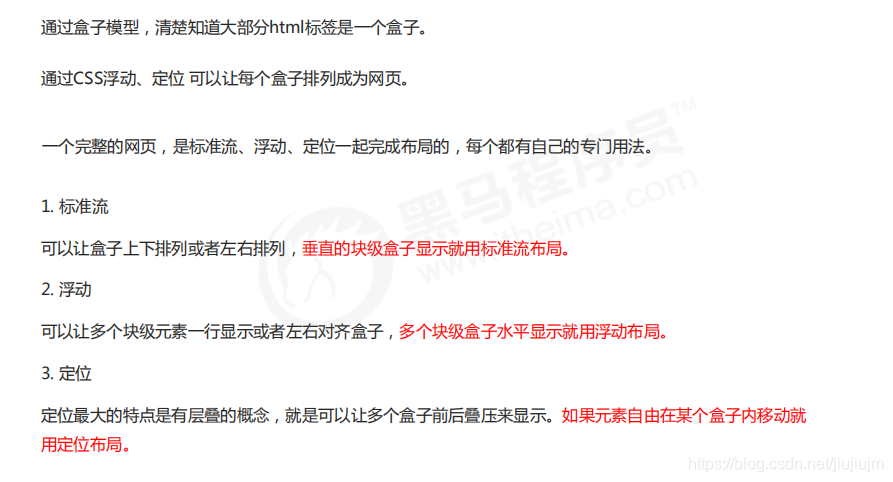 通过盒子模型，清楚知道大部分html标签是一个盒子。
通过CSS浮动、定位 可以让每个盒子排列成为网页。
一个完整的网页，是标准流、浮动、定位一起完成布局的，每个都有自己的专门用法。
1. 标准流
可以让盒子上下排列或者左右排列，垂直的块级盒子显示就用标准流布局。
2. 浮动
可以让多个块级元素一行显示或者左右对齐盒子，多个块级盒子水平显示就用浮动布局。
3. 定位
定位最大的特点是有层叠的概念，就是可以让多个盒子前后叠压来显示。如果元素自由在某个盒子内移动就
用定位布局。
黑马程序员™
www.itheima.com
https://blog.csdn.net/jiujiujm